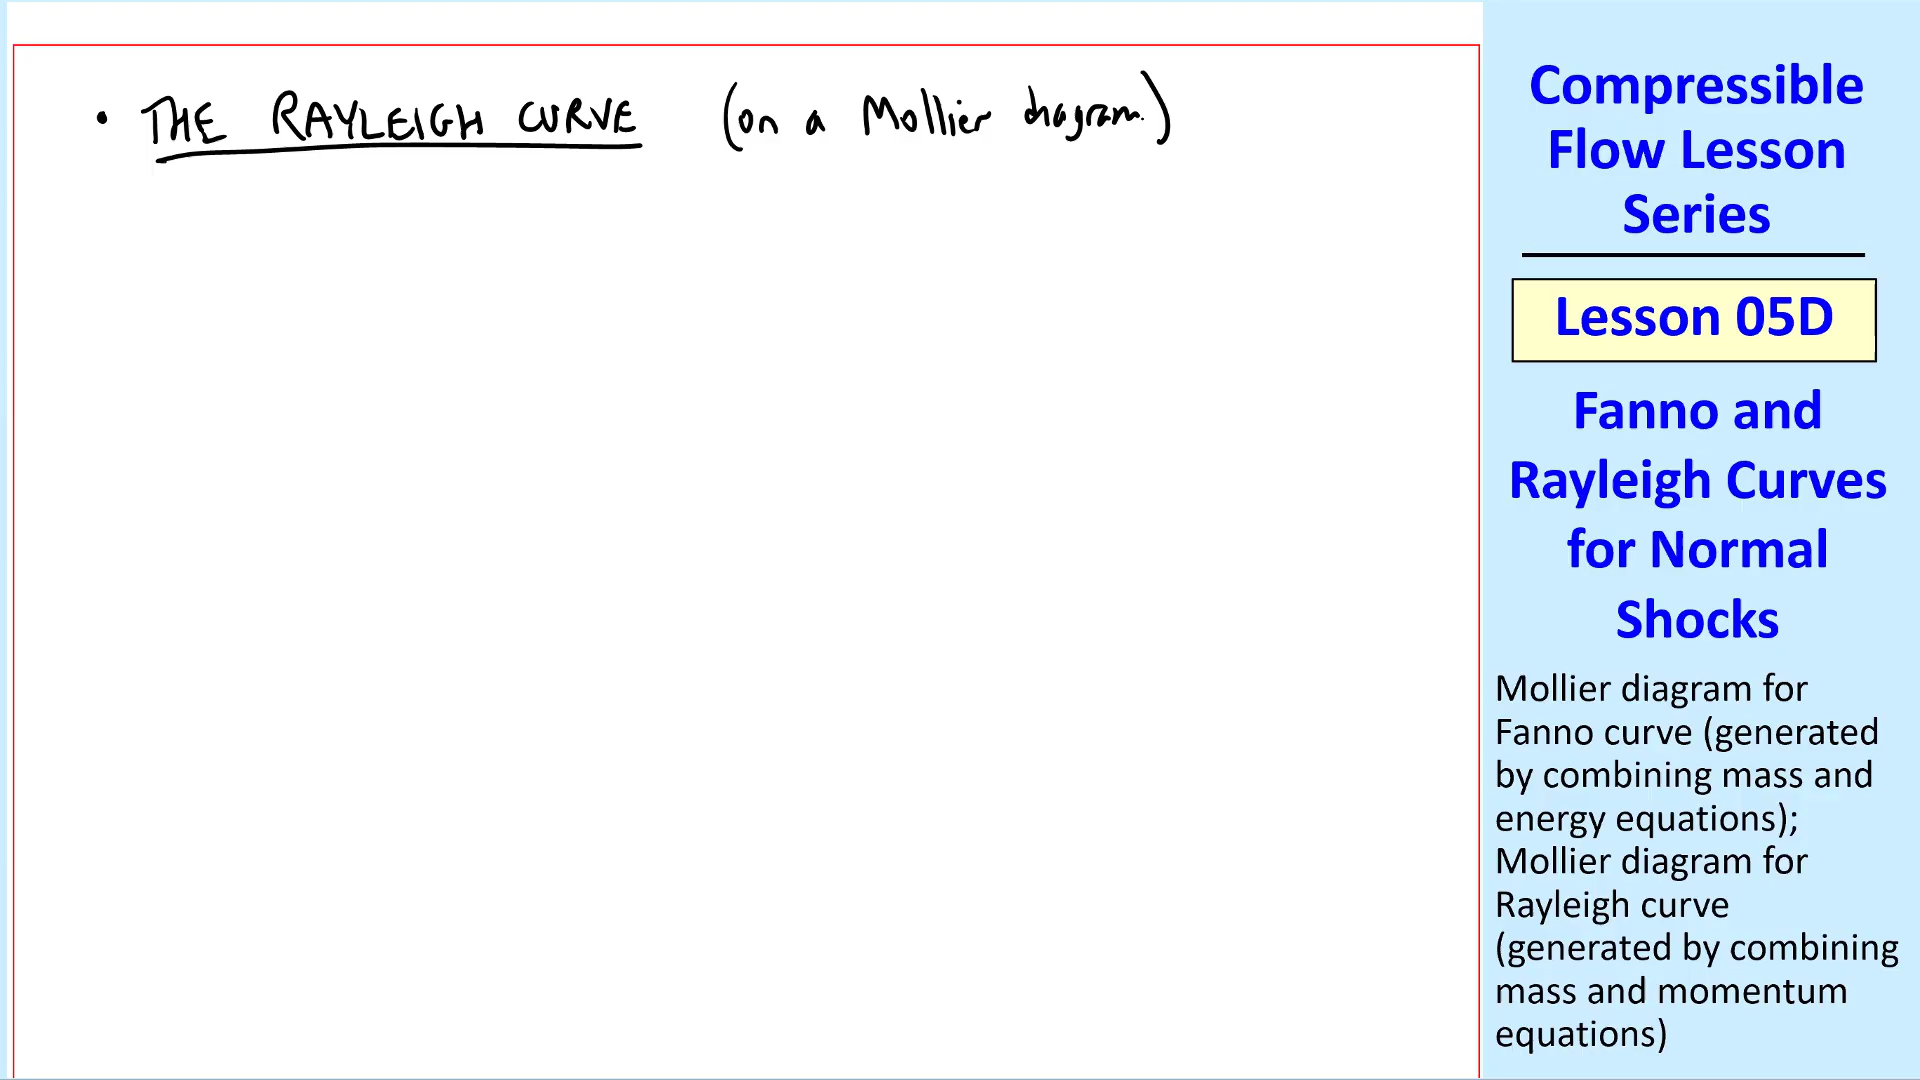 • THE RAYLEIGH CURVE (on a Mollier diagram)
Compressible
Flow Lesson
Series
Lesson 05D
Fanno and
Rayleigh Curves
for Normal
Shocks
Mollier diagram for
Fanno curve (generated
by combining mass and
energy equations);
Mollier diagram for
Rayleigh curve
(generated by combining
mass and momentum
equations)